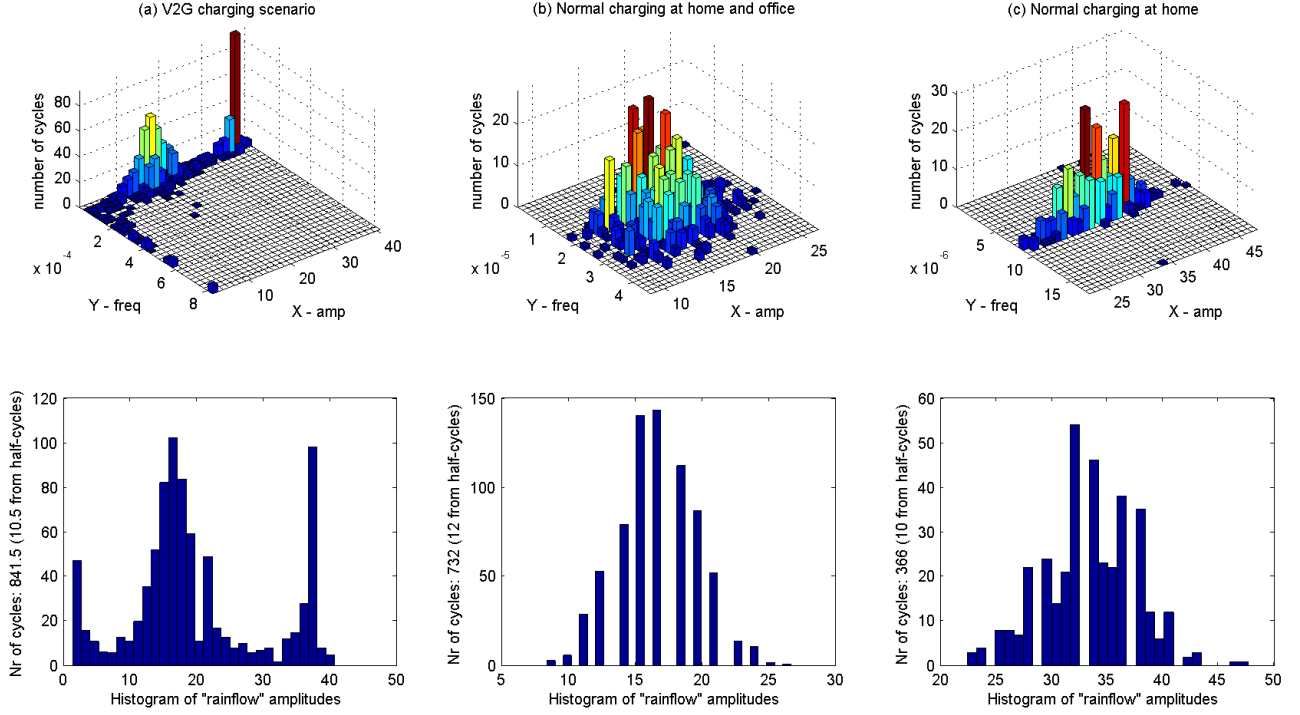 (a) V2G charging scenario
(b) Normal charging at home and office
(c) Normal charging at home
number of cycles
80
60
40
20
0
2
4
6
8
x 10^-4
Y - freq
10
20
30
40
X - amp
number of cycles
20
10
0
1
2
3
4
x 10^-5
Y - freq
10
15
20
25
X - amp
number of cycles
30
20
10
0
5
10
15
x 10^-6
Y - freq
25
30
35
40
45
X - amp
Nr of cycles: 841.5 (10.5 from half-cycles)
120
100
80
60
40
20
0
0 10 20 30 40 50
Histogram of "rainflow" amplitudes
Nr of cycles: 732 (12 from half-cycles)
150
100
50
0
5 10 15 20 25 30
Histogram of "rainflow" amplitudes
Nr of cycles: 366 (10 from half-cycles)
60
50
40
30
20
10
0
20 25 30 35 40 45 50
Histogram of "rainflow" amplitudes